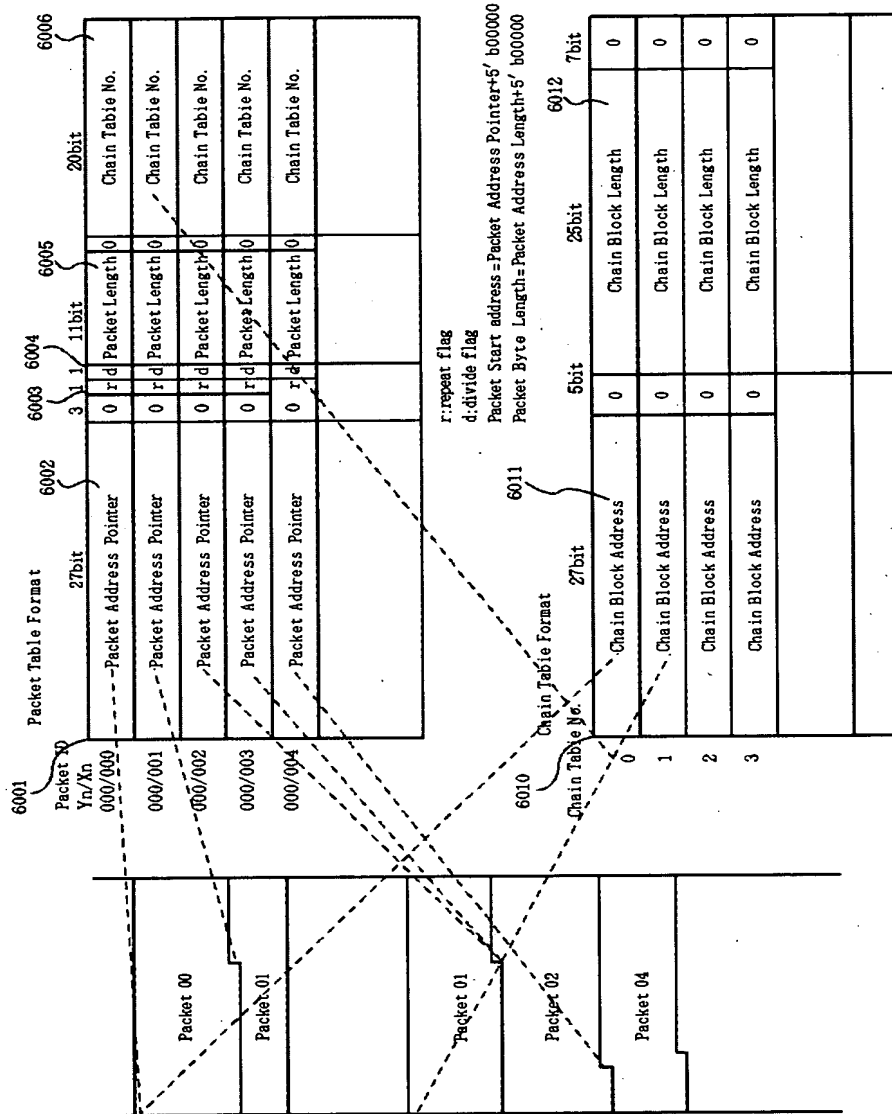 Packet Table Format
6001
Packet ID
Yn/Xn
27bit
6002
3
6003
1
6004
1
11bit
6005
20bit
6006
000/000
Packet Address Pointer
0
r
d
Packet Length
0
Chain Table No.
000/001
Packet Address Pointer
0
r
d
Packet Length
0
Chain Table No.
000/002
Packet Address Pointer
0
r
d
Packet Length
0
Chain Table No.
000/003
Packet Address Pointer
0
r
d
Packet Length
0
Chain Table No.
000/004
Packet Address Pointer
0
r
d
Packet Length
0
Chain Table No.
r:repeat flag
d:divide flag
Packet Start address=Packet Address Pointer+5' b00000
Packet Byte Length=Packet Address Length+5' b00000
Chain Table Format
6010
Chain Table No.
27bit
6011
5bit
25bit
6012
7bit
0
Chain Block Address
0
Chain Block Length
0
1
Chain Block Address
0
Chain Block Length
0
2
Chain Block Address
0
Chain Block Length
0
3
Chain Block Address
0
Chain Block Length
0
Packet 00
Packet 01
Packet 01
Packet 02
Packet 04